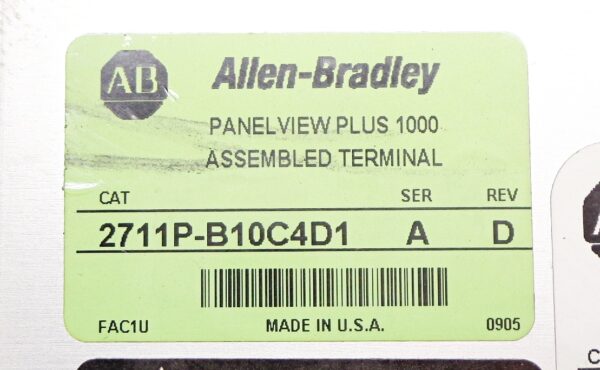 AB
Allen-Bradley
PANELVIEW PLUS 1000
ASSEMBLED TERMINAL
CAT SER REV
2711P-B10C4D1 A D
FAC1U MADE IN U.S.A. 0905